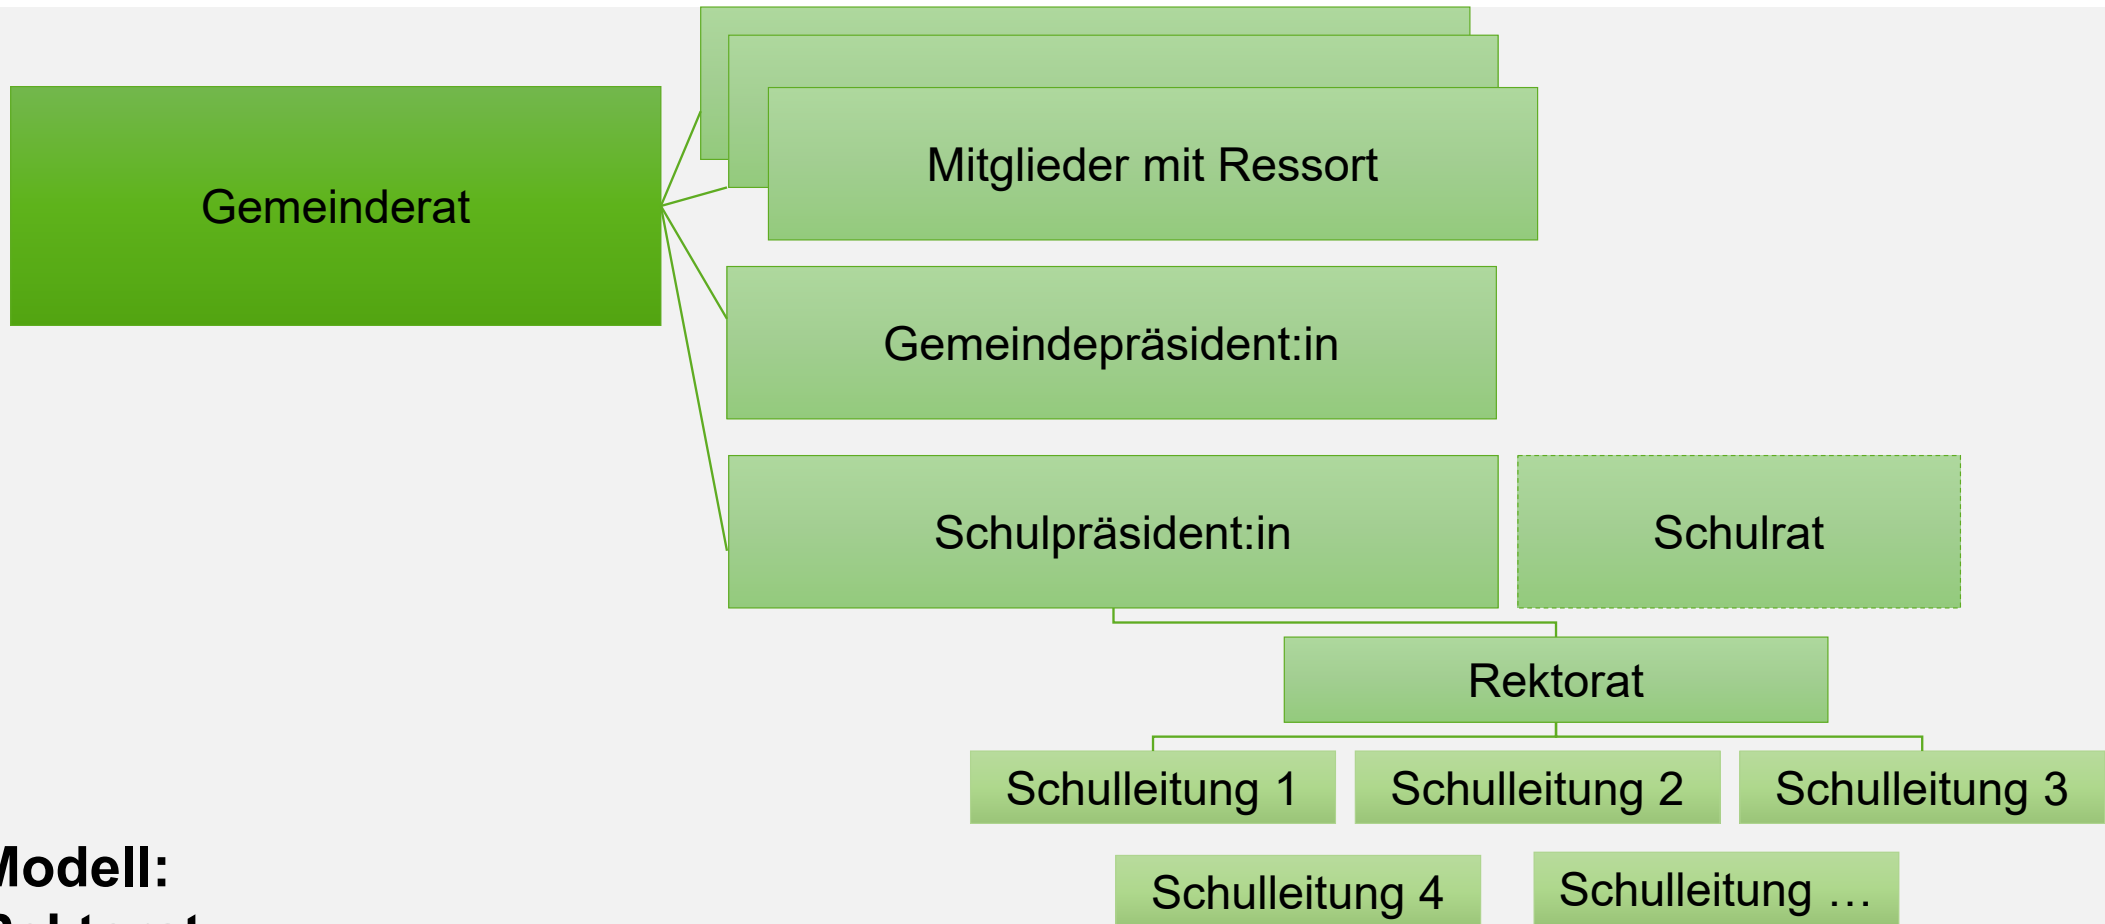 Mitglieder mit Ressort
Gemeinderat
Gemeindepräsident:in
Schulpräsident:in
Schulrat
Rektorat
Schulleitung 1
Schulleitung 2
Schulleitung 3
Modell:
Schulleitung 4
Schulleitung …